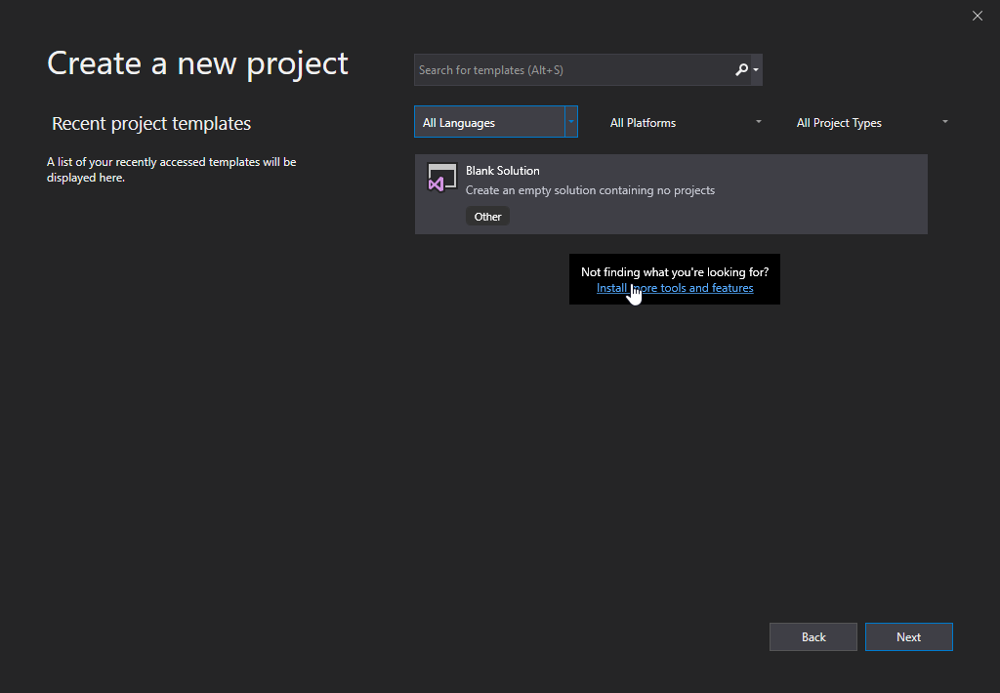 Create a new project
Search for templates (Alt+S)
Recent project templates
All Languages
All Platforms
All Project Types
A list of your recently accessed templates will be
displayed here.
Blank Solution
Create an empty solution containing no projects
Other
Not finding what you're looking for?
Install more tools and features
Back
Next